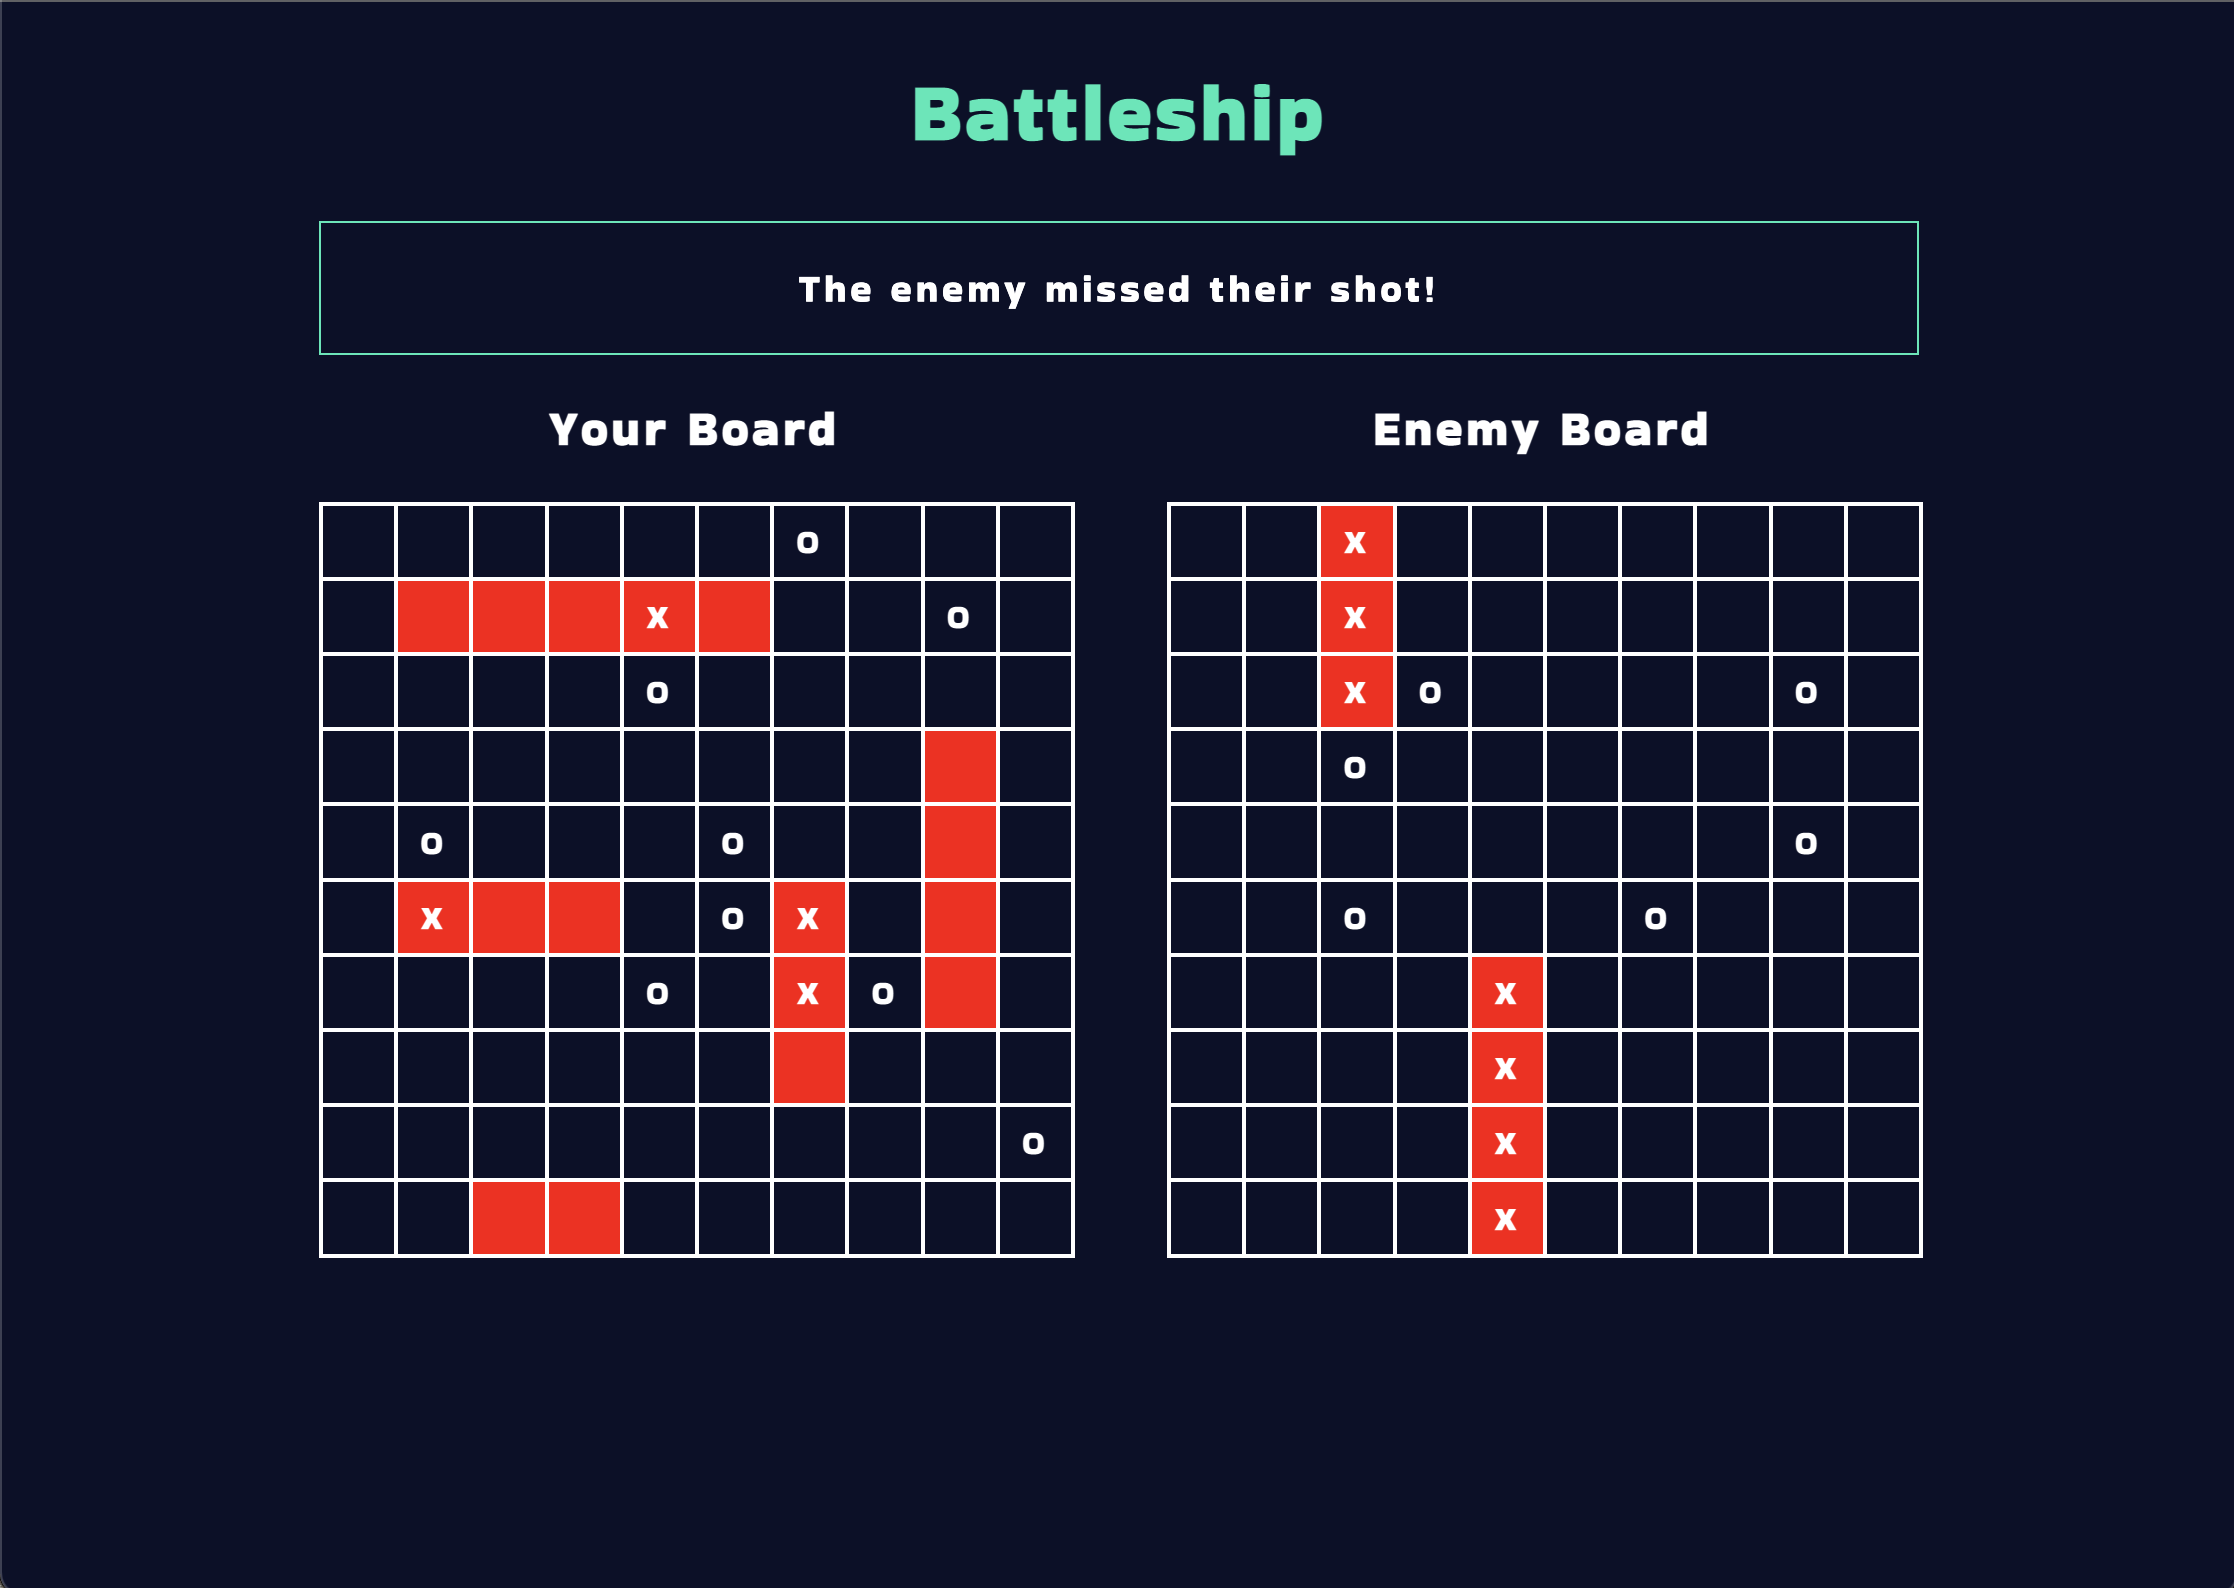 Battleship
The enemy missed their shot!
Your Board Enemy Board
o x
x o x o
o x o o
o
o o o
x o x o o
o x o x
x
o x
x